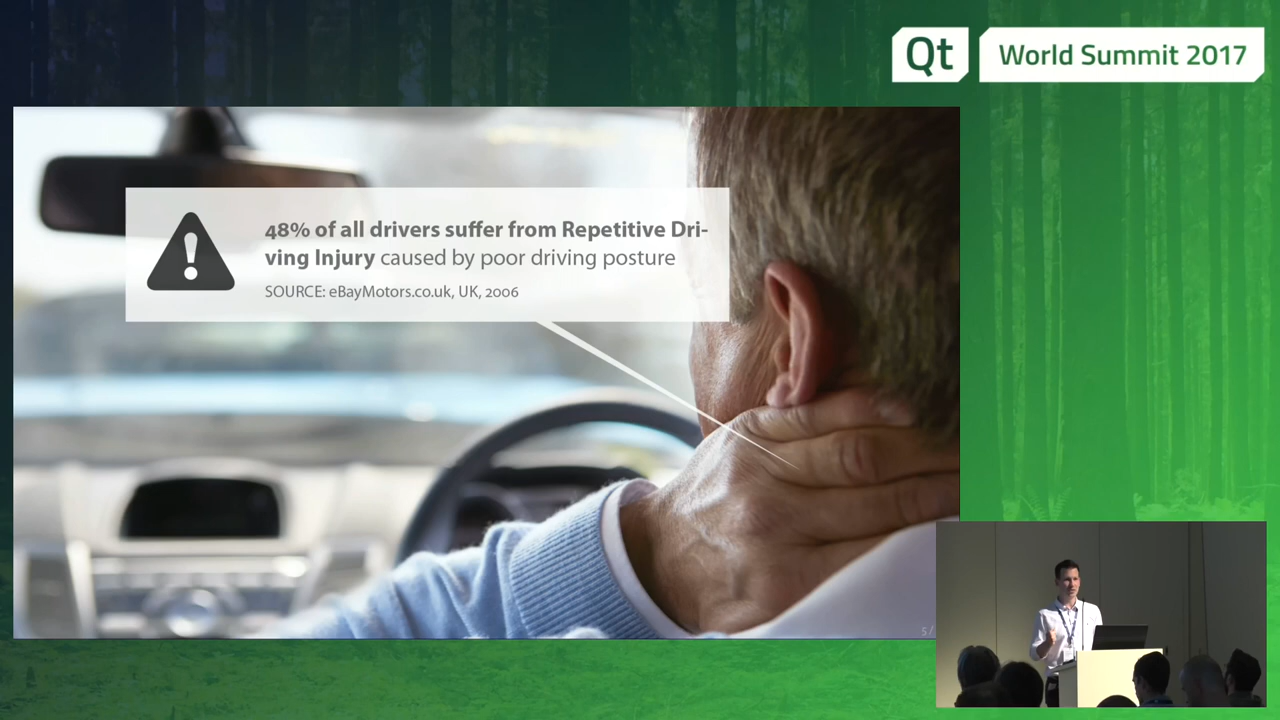 Qt World Summit 2017
48% of all drivers suffer from Repetitive Dri-
ving Injury caused by poor driving posture
SOURCE: eBayMotors.co.uk, UK, 2006
5/